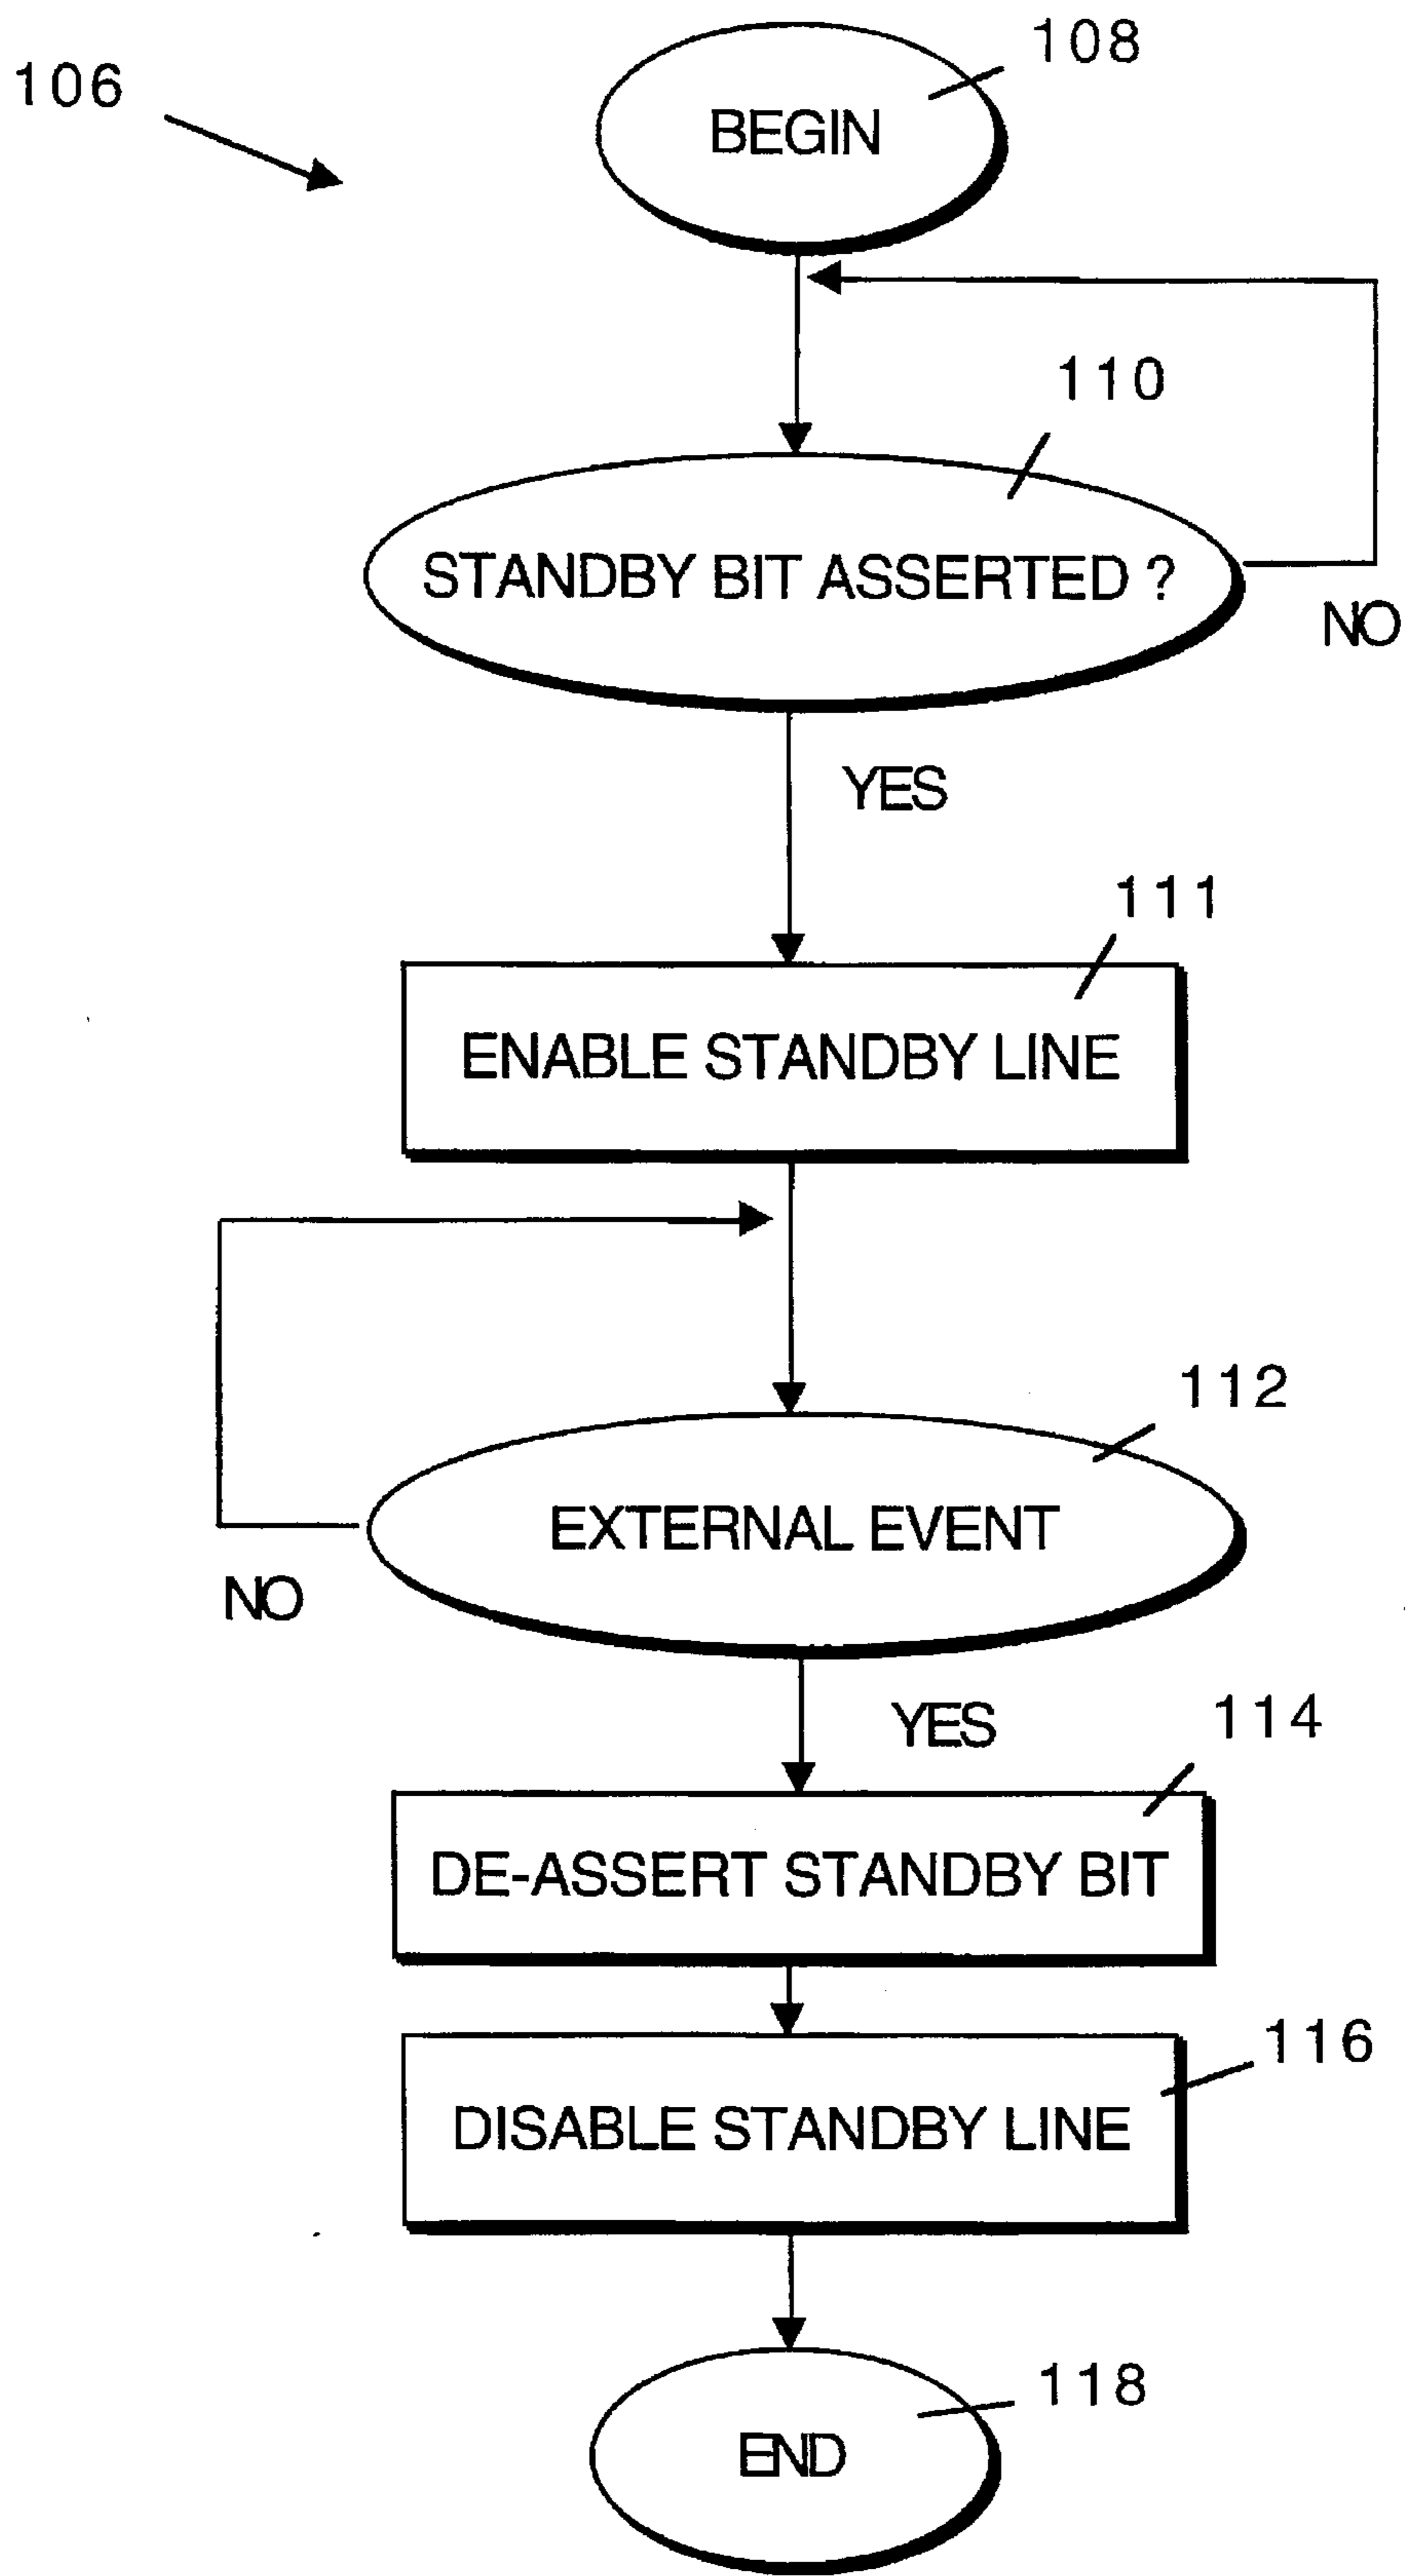 108
106
BEGIN
110
STANDBY BIT ASSERTED ?
NO
YES
111
ENABLE STANDBY LINE
112
EXTERNAL EVENT
NO
YES
114
DE-ASSERT STANDBY BIT
116
DISABLE STANDBY LINE
118
END